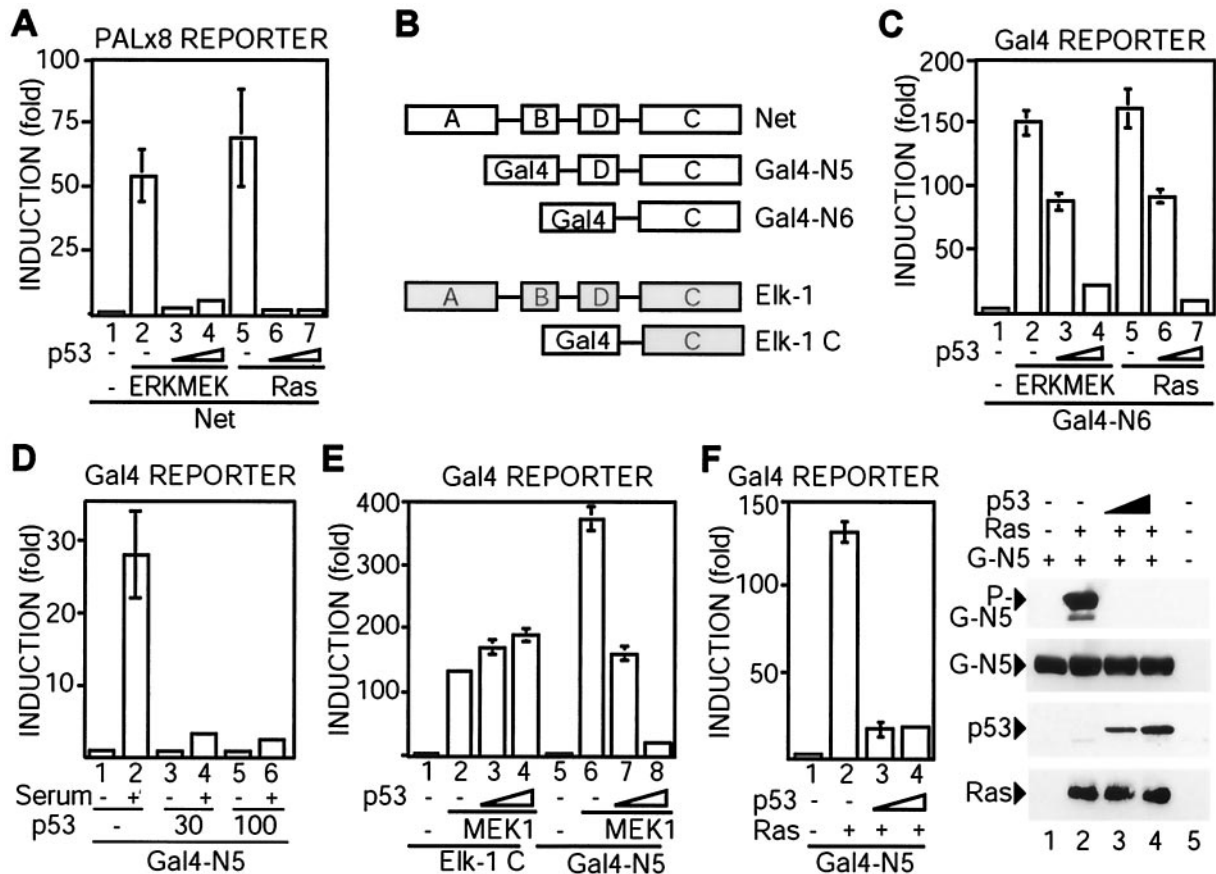 A
PALx8 REPORTER
INDUCTION (fold)
100
75
50
25
1 2 3 4 5 6 7
p53 - - -
- ERKMEK Ras
Net
B
A B D C Net
Gal4 D C Gal4-N5
Gal4 C Gal4-N6
A B D C Elk-1
Gal4 C Elk-1 C
C
Gal4 REPORTER
INDUCTION (fold)
200
150
100
50
1 2 3 4 5 6 7
p53 - - -
- ERKMEK Ras
Gal4-N6
D
Gal4 REPORTER
INDUCTION (fold)
30
20
10
1 2 3 4 5 6
Serum - + - + - +
p53 - 30 100
Gal4-N5
E
Gal4 REPORTER
INDUCTION (fold)
400
300
200
100
1 2 3 4 5 6 7 8
p53 - - - -
- MEK1 - MEK1
Elk-1 C Gal4-N5
F
Gal4 REPORTER
INDUCTION (fold)
150
100
50
1 2 3 4
p53 - -
Ras - + + +
Gal4-N5
p53 - - -
Ras - + + + -
G-N5 + + + + -
P-
G-N5
G-N5
p53
Ras
1 2 3 4 5